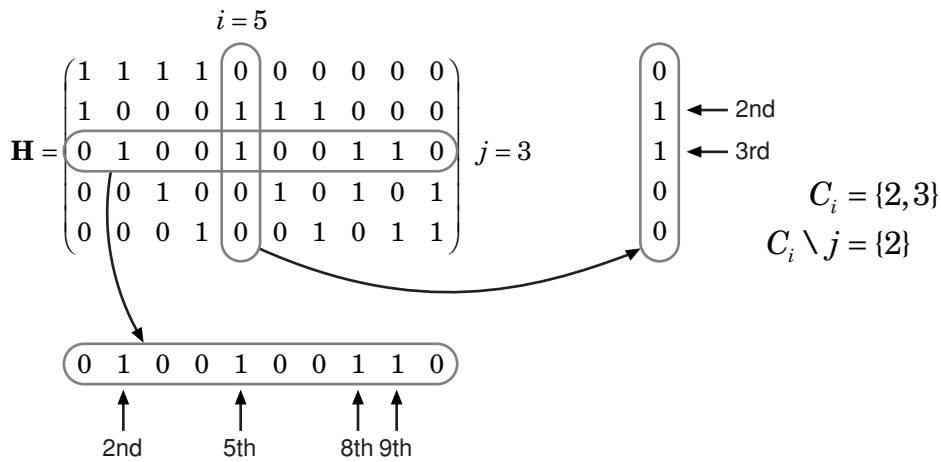 i = 5
1 1 1 1 0 0 0 0 0 0
1 0 0 0 1 1 1 0 0 0
H = 0 1 0 0 1 0 0 1 1 0 j = 3
0 0 1 0 0 1 0 1 0 1
0 0 0 1 0 0 1 0 1 1
0
1 2nd
1 3rd
0
0
C_i = {2,3}
C_i \ j = {2}
0 1 0 0 1 0 0 1 1 0
2nd 5th 8th 9th